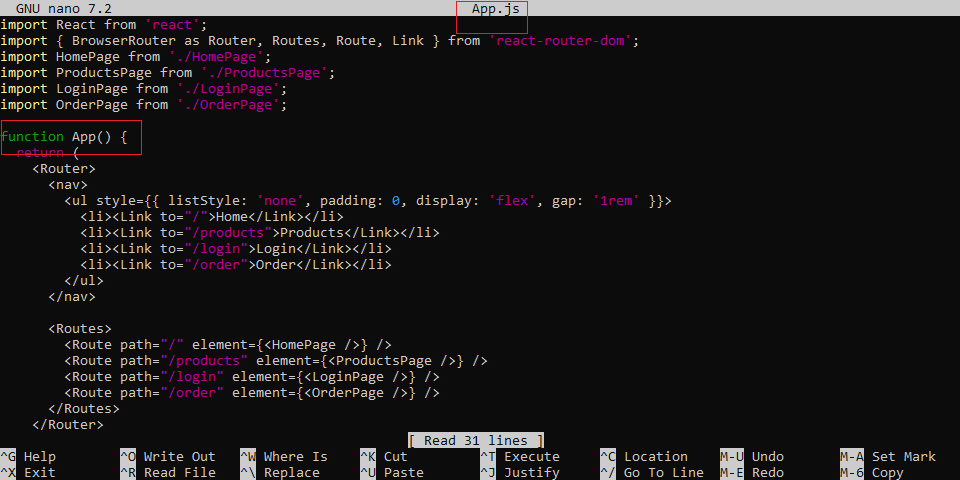 GNU nano 7.2 App.js
import React from 'react';
import { BrowserRouter as Router, Routes, Route, Link } from 'react-router-dom';
import HomePage from './HomePage';
import ProductsPage from './ProductsPage';
import LoginPage from './LoginPage';
import OrderPage from './OrderPage';

function App() {
  return (
    <Router>
      <nav>
        <ul style={{ listStyle: 'none', padding: 0, display: 'flex', gap: '1rem' }}>
          <li><Link to="/">Home</Link></li>
          <li><Link to="/products">Products</Link></li>
          <li><Link to="/login">Login</Link></li>
          <li><Link to="/order">Order</Link></li>
        </ul>
      </nav>

      <Routes>
        <Route path="/" element={<HomePage />} />
        <Route path="/products" element={<ProductsPage />} />
        <Route path="/login" element={<LoginPage />} />
        <Route path="/order" element={<OrderPage />} />
      </Routes>
    </Router>
[ Read 31 lines ]
^G Help ^O Write Out ^W Where Is ^K Cut ^T Execute ^C Location M-U Undo M-A Set Mark
^X Exit ^R Read File ^\ Replace ^U Paste ^J Justify ^/ Go To Line M-E Redo M-6 Copy